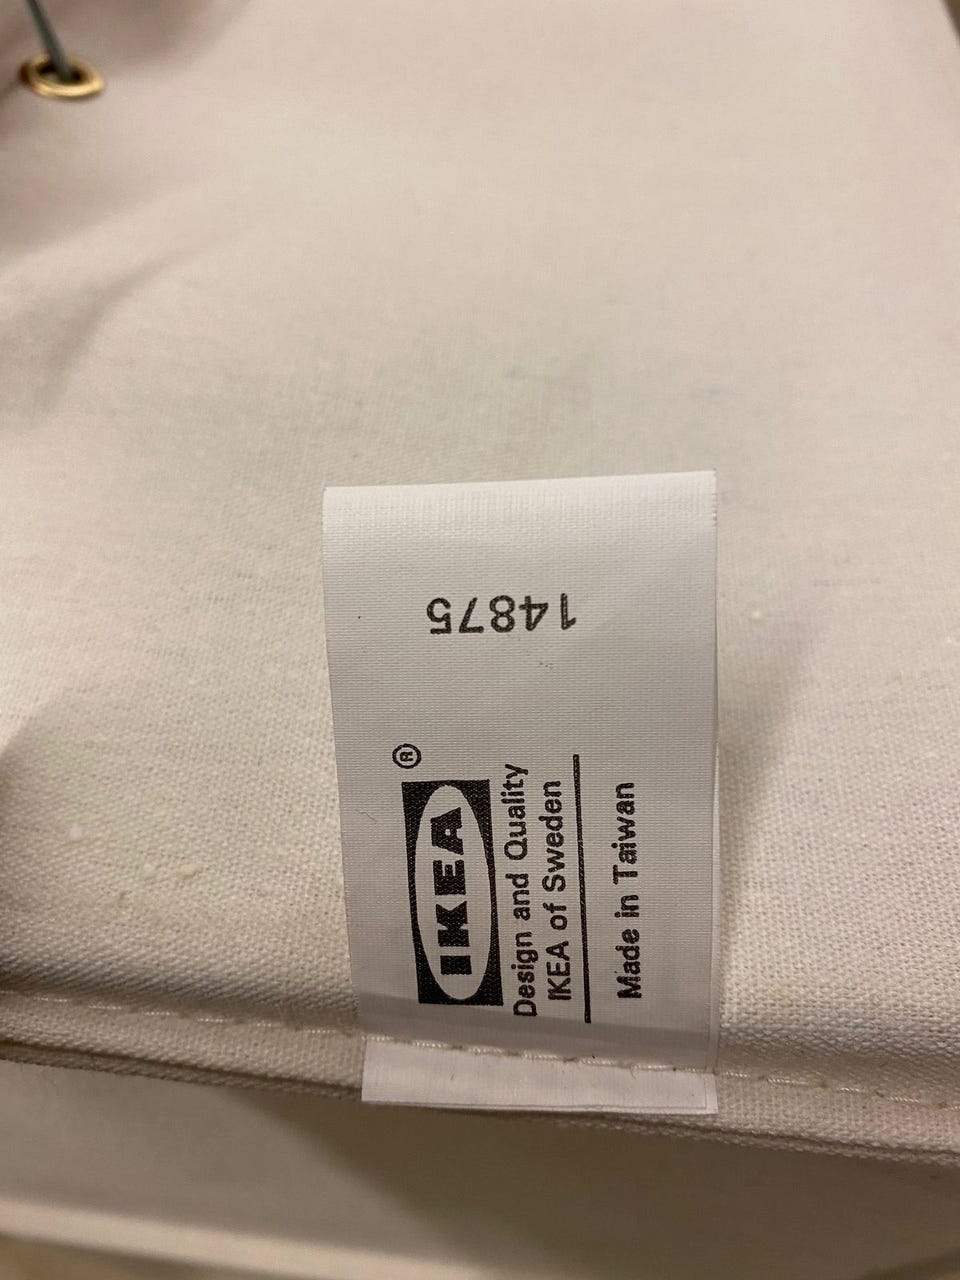 14875
IKEA®
Design and Quality
IKEA of Sweden
Made in Taiwan